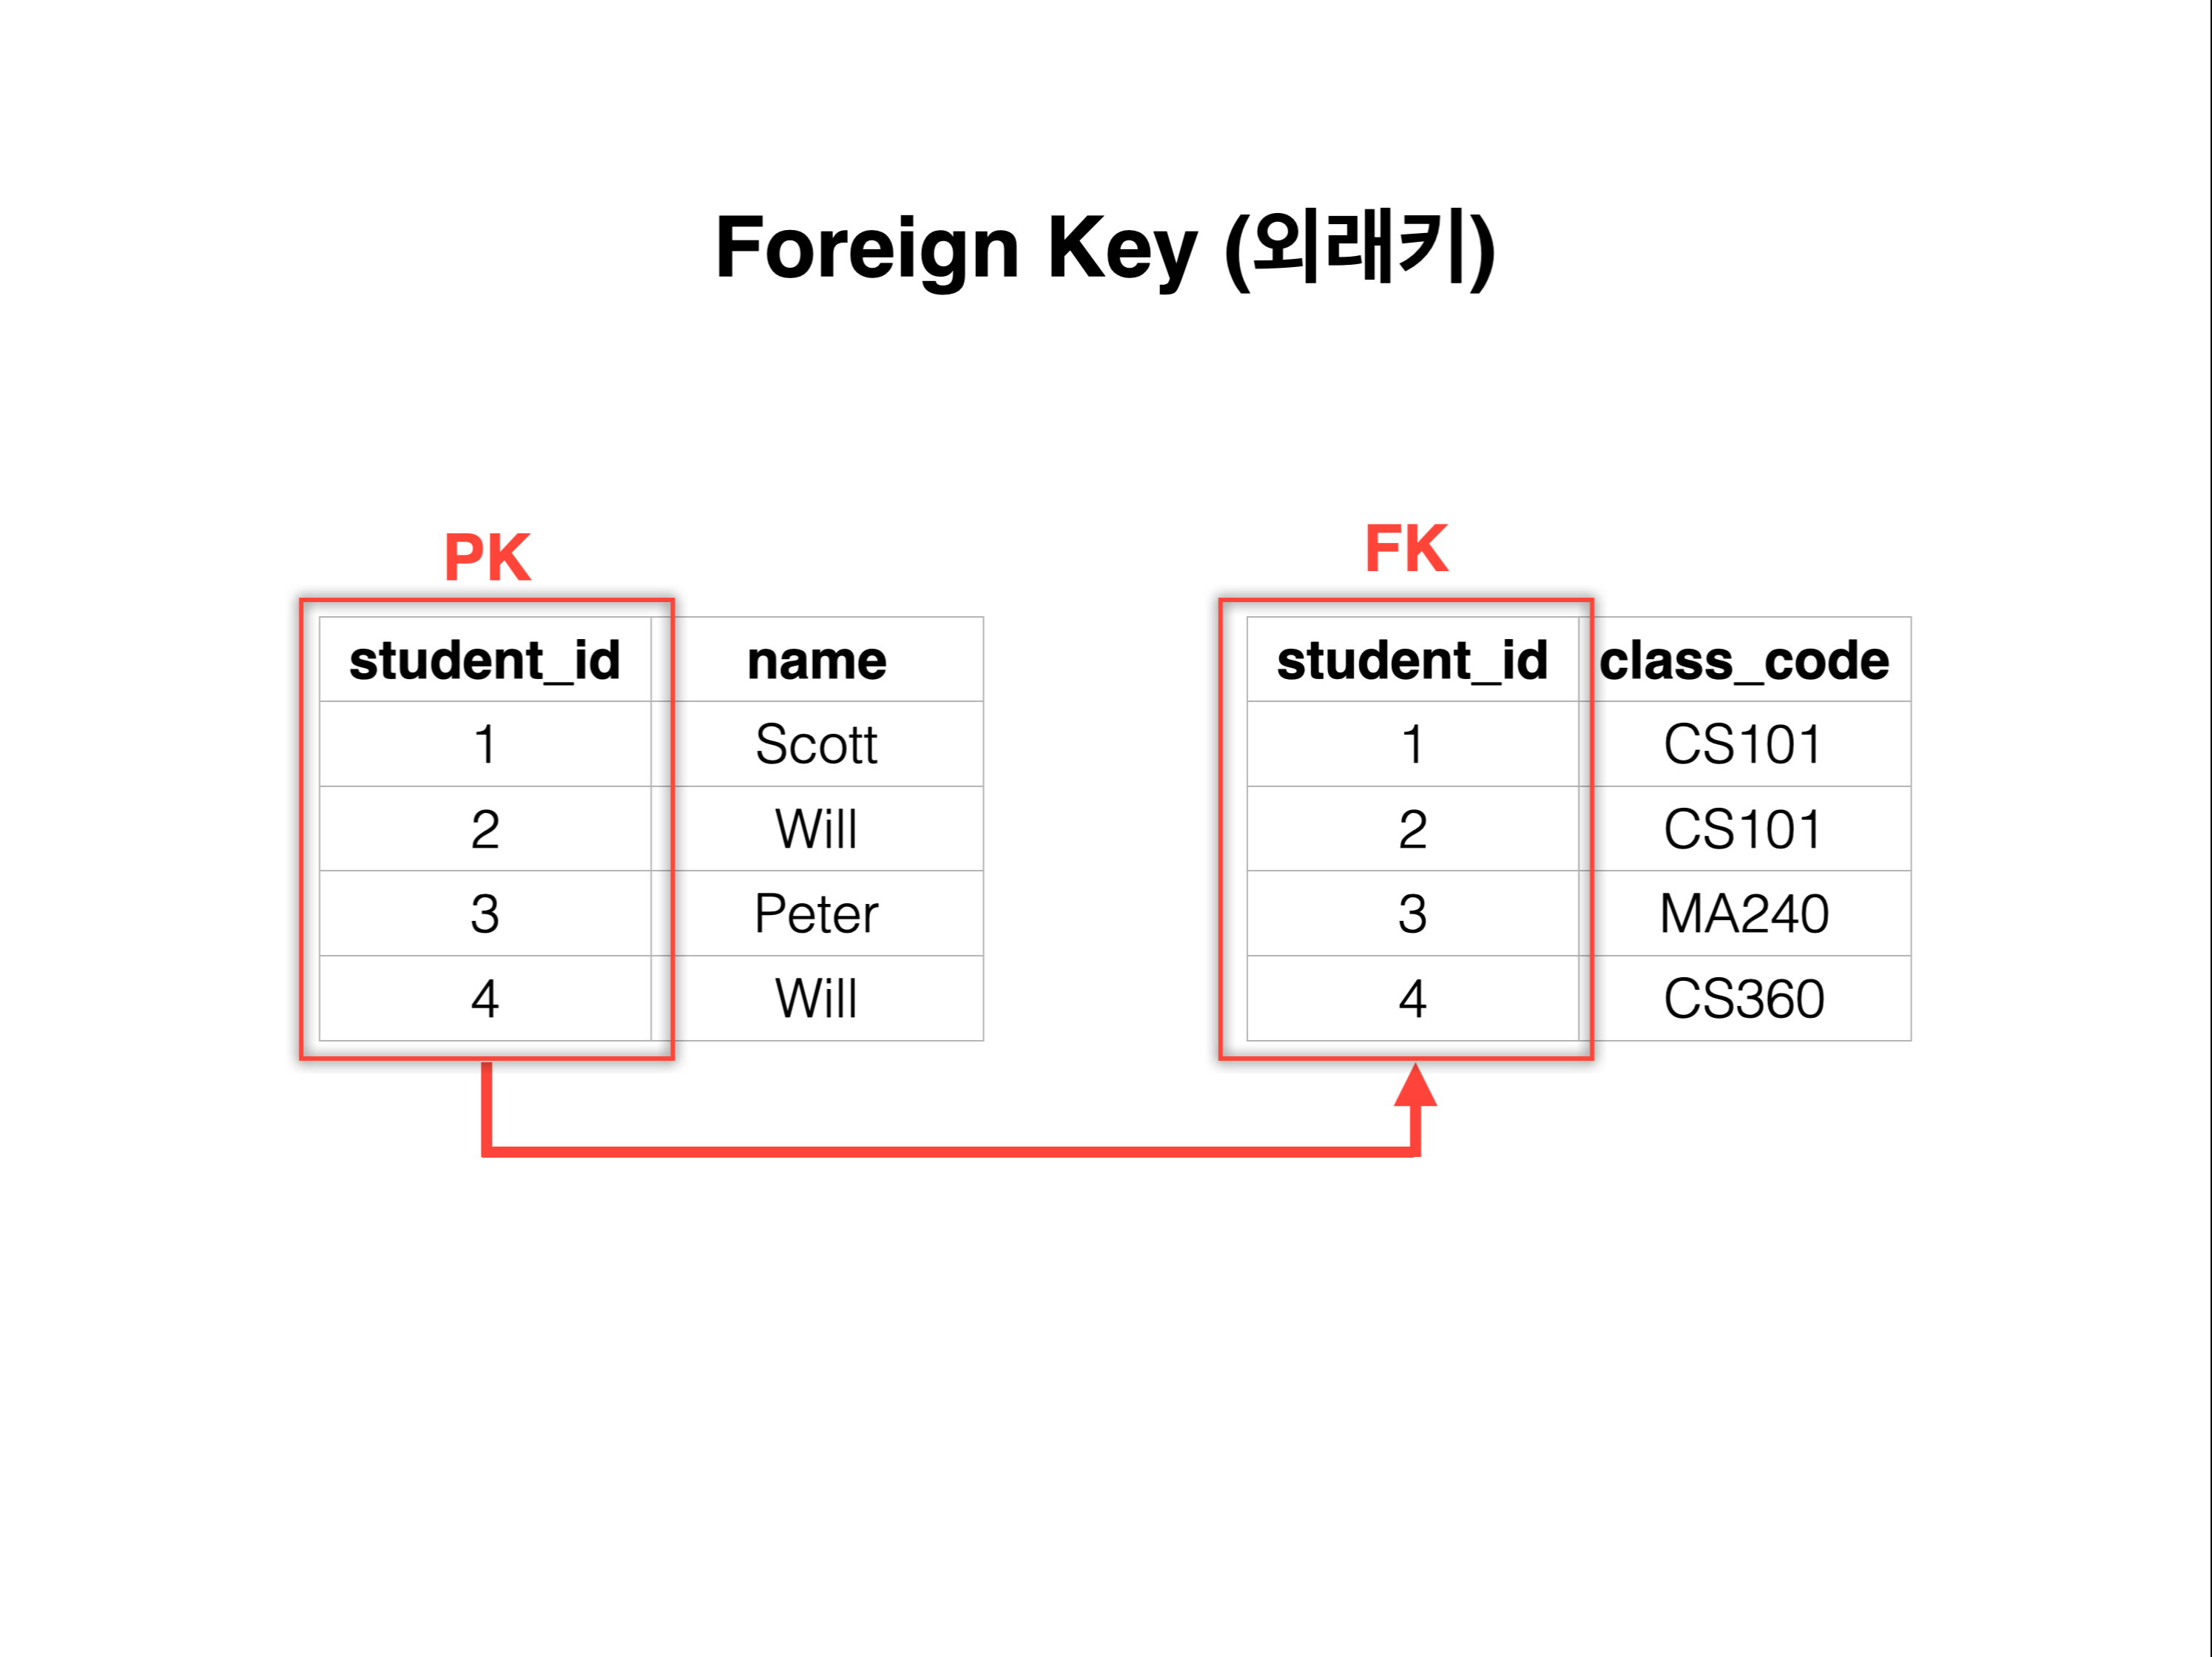 Foreign Key (외래키)
PK
student_id name
1 Scott
2 Will
3 Peter
4 Will
FK
student_id class_code
1 CS101
2 CS101
3 MA240
4 CS360